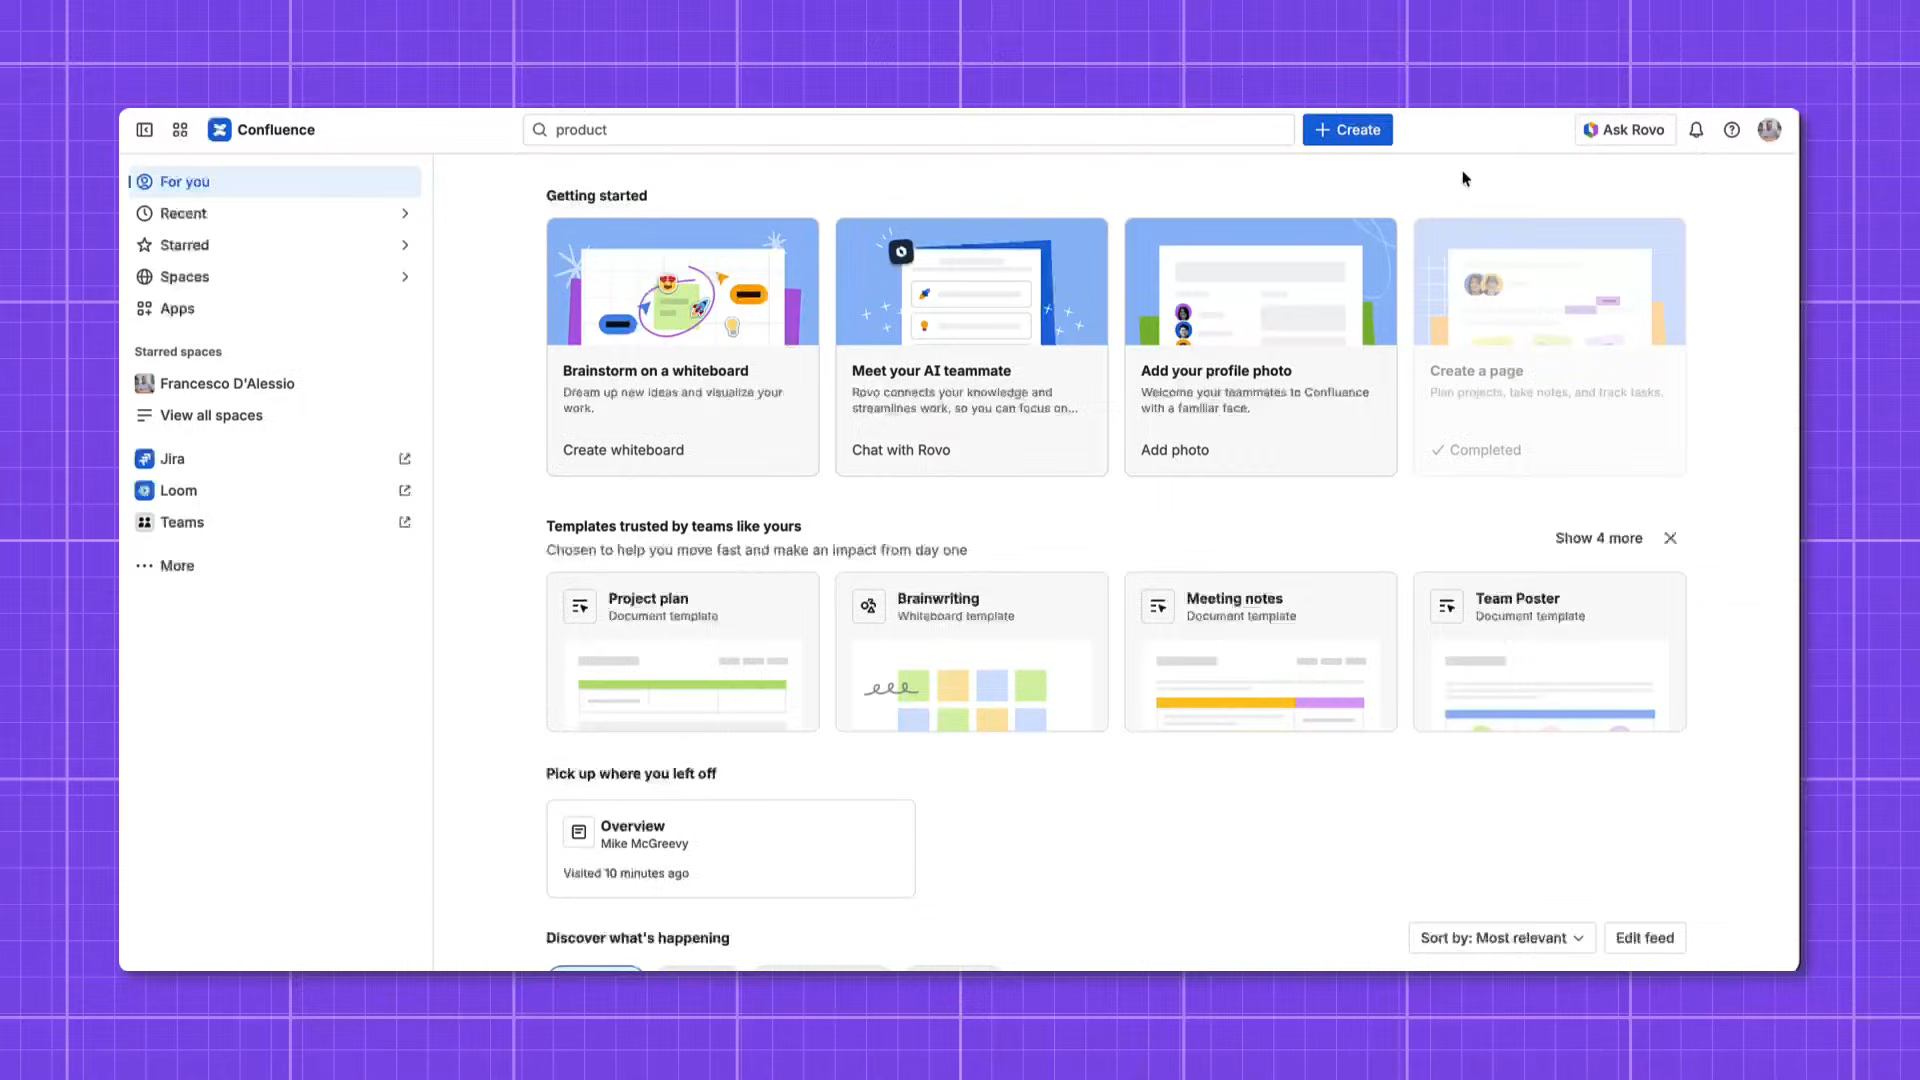 Confluence
product
Create
Ask Rovo
For you
Recent
Starred
Spaces
Apps
Starred spaces
Francesco D'Alessio
View all spaces
Jira
Loom
Teams
More
Getting started
Brainstorm on a whiteboard
Dream up new ideas and visualize your
work.
Create whiteboard
Meet your AI teammate
Rovo connects your knowledge and
streamlines work, so you can focus on...
Chat with Rovo
Add your profile photo
Welcome your teammates to Confluence
with a familiar face.
Add photo
Create a page
Plan projects, take notes, and track tasks.
Completed
Templates trusted by teams like yours
Chosen to help you move fast and make an impact from day one
Show 4 more
Project plan
Document template
Brainwriting
Whiteboard template
Meeting notes
Document template
Team Poster
Document template
Pick up where you left off
Overview
Mike McGreevy
Visited 10 minutes ago
Discover what's happening
Sort by: Most relevant
Edit feed